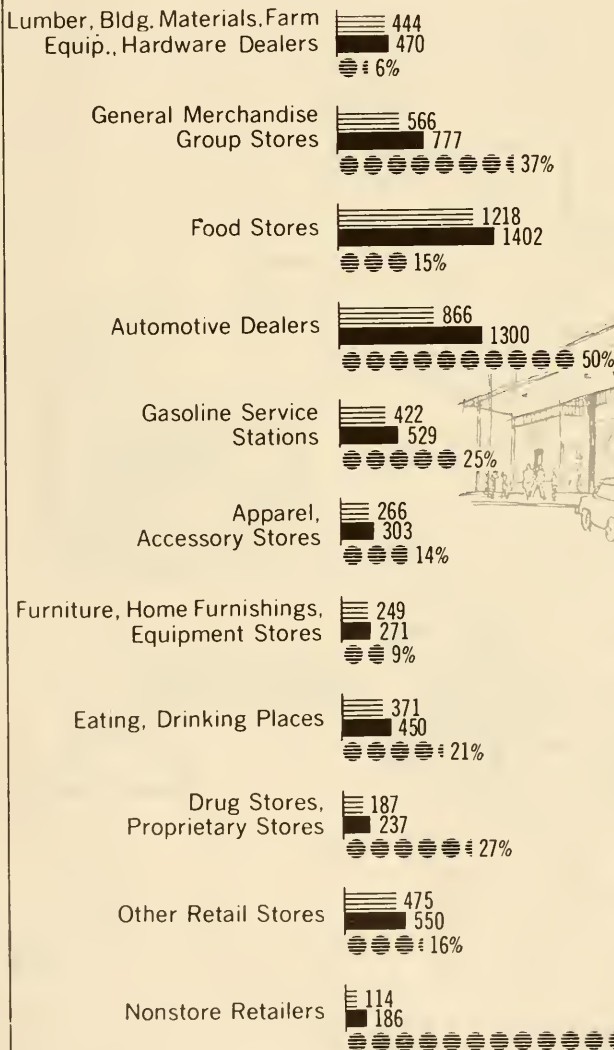 Lumber, Bldg. Materials, Farm
Equip., Hardware Dealers
444
470
6%
General Merchandise
Group Stores
566
777
37%
Food Stores
1218
1402
15%
Automotive Dealers
866
1300
50%
Gasoline Service
Stations
422
529
25%
Apparel,
Accessory Stores
266
303
14%
Furniture, Home Furnishings,
Equipment Stores
249
271
9%
Eating, Drinking Places
371
450
21%
Drug Stores,
Proprietary Stores
187
237
27%
Other Retail Stores
475
550
16%
Nonstore Retailers
114
186